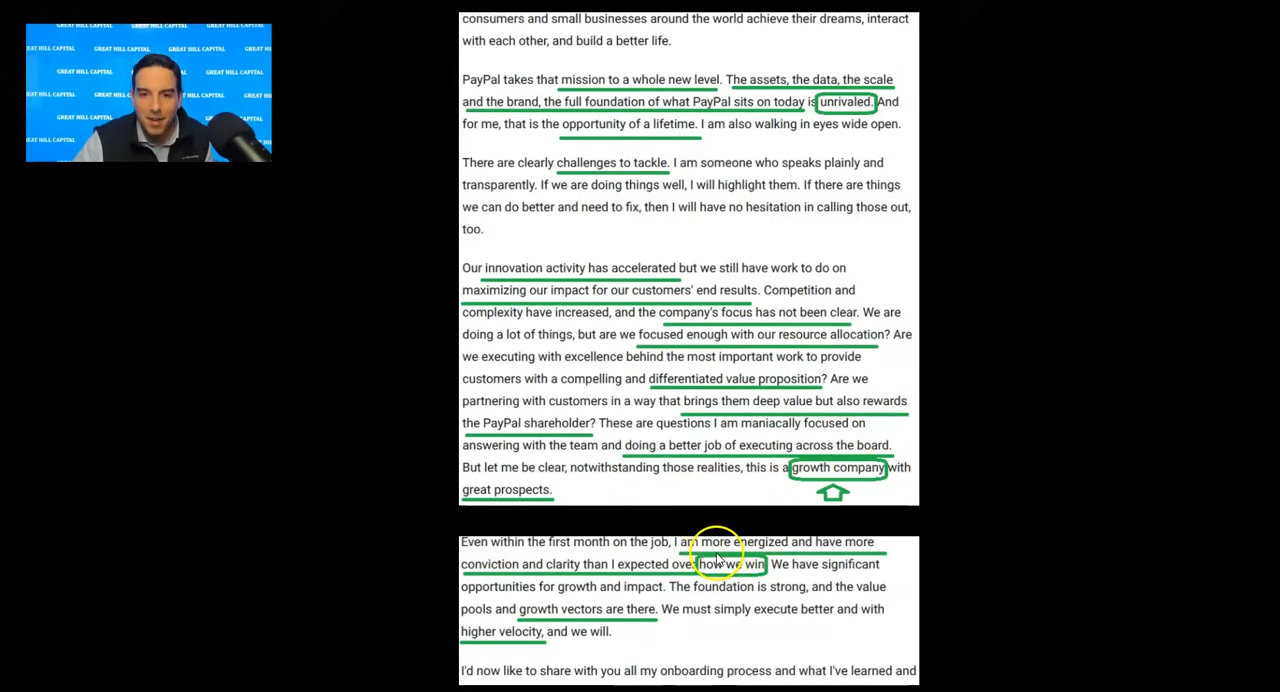 GREAT HILL CAPITAL
GREAT HILL CAPITAL
GREAT HILL CAPITAL
GREAT HILL CAPITAL
GREAT HILL CAPITAL
consumers and small businesses around the world achieve their dreams, interact
with each other, and build a better life.
PayPal takes that mission to a whole new level. The assets, the data, the scale
and the brand, the full foundation of what PayPal sits on today is unrivaled. And
for me, that is the opportunity of a lifetime. I am also walking in eyes wide open.
There are clearly challenges to tackle. I am someone who speaks plainly and
transparently. If we are doing things well, I will highlight them. If there are things
we can do better and need to fix, then I will have no hesitation in calling those out,
too.
Our innovation activity has accelerated but we still have work to do on
maximizing our impact for our customers' end results. Competition and
complexity have increased, and the company's focus has not been clear. We are
doing a lot of things, but are we focused enough with our resource allocation? Are
we executing with excellence behind the most important work to provide
customers with a compelling and differentiated value proposition? Are we
partnering with customers in a way that brings them deep value but also rewards
the PayPal shareholder? These are questions I am maniacally focused on
answering with the team and doing a better job of executing across the board.
But let me be clear, notwithstanding those realities, this is a growth company with
great prospects.
Even within the first month on the job, I am more energized and have more
conviction and clarity than I expected over how we win. We have significant
opportunities for growth and impact. The foundation is strong, and the value
pools and growth vectors are there. We must simply execute better and with
higher velocity, and we will.
I'd now like to share with you all my onboarding process and what I've learned and